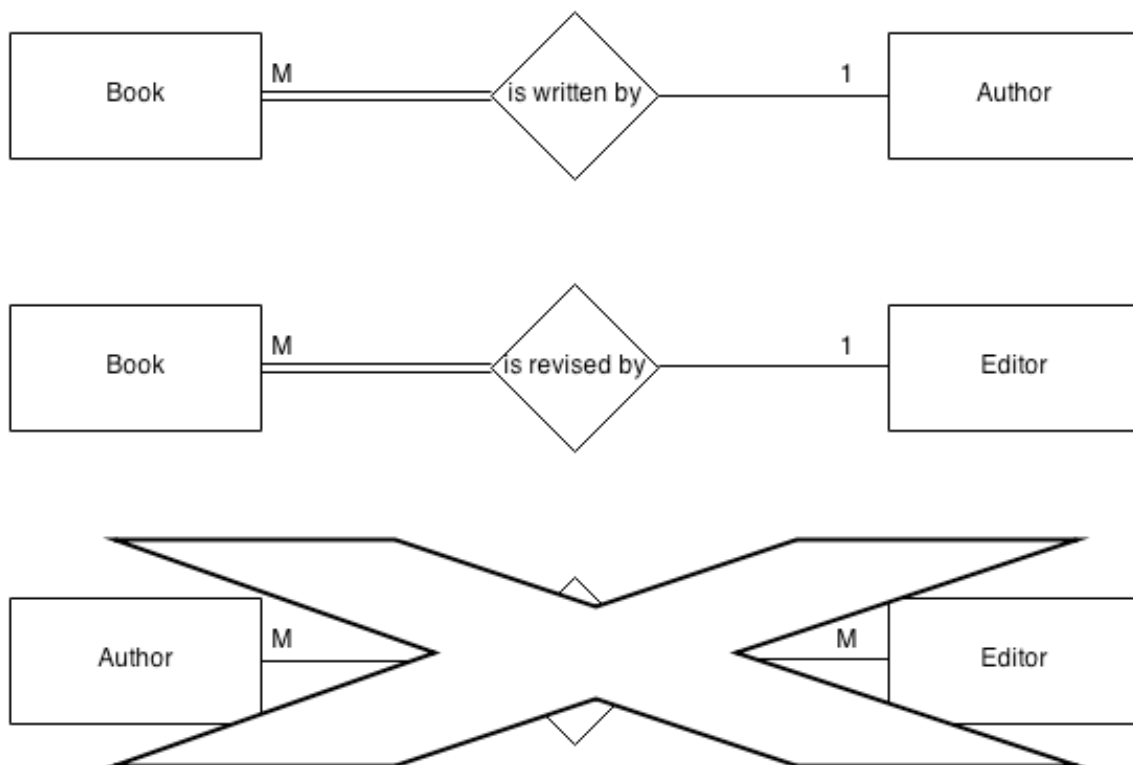 Book M is written by 1 Author
Book M is revised by 1 Editor
Author M M Editor